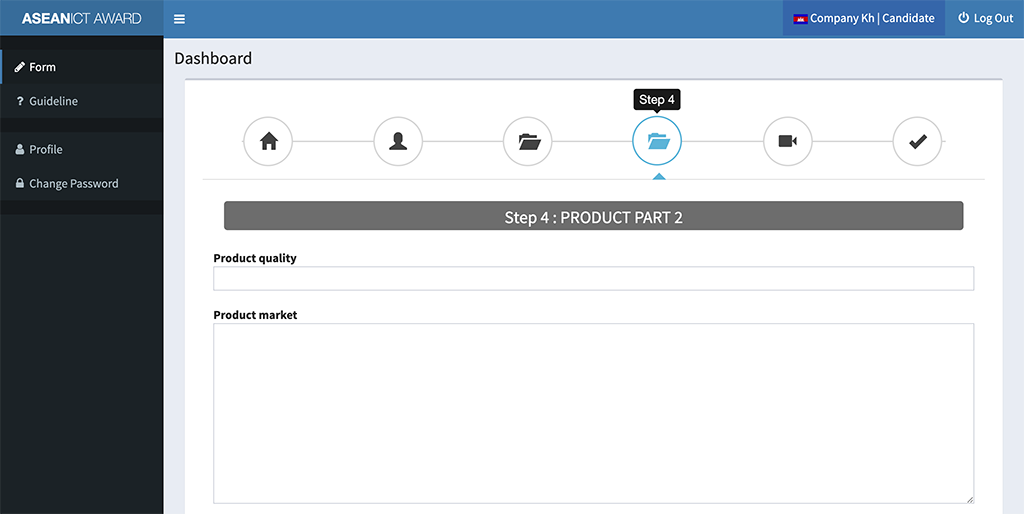 ASEANICT AWARD
Company Kh | Candidate
Log Out
Form
? Guideline
Profile
Change Password
Dashboard
Step 4
Step 4 : PRODUCT PART 2
Product quality
Product market